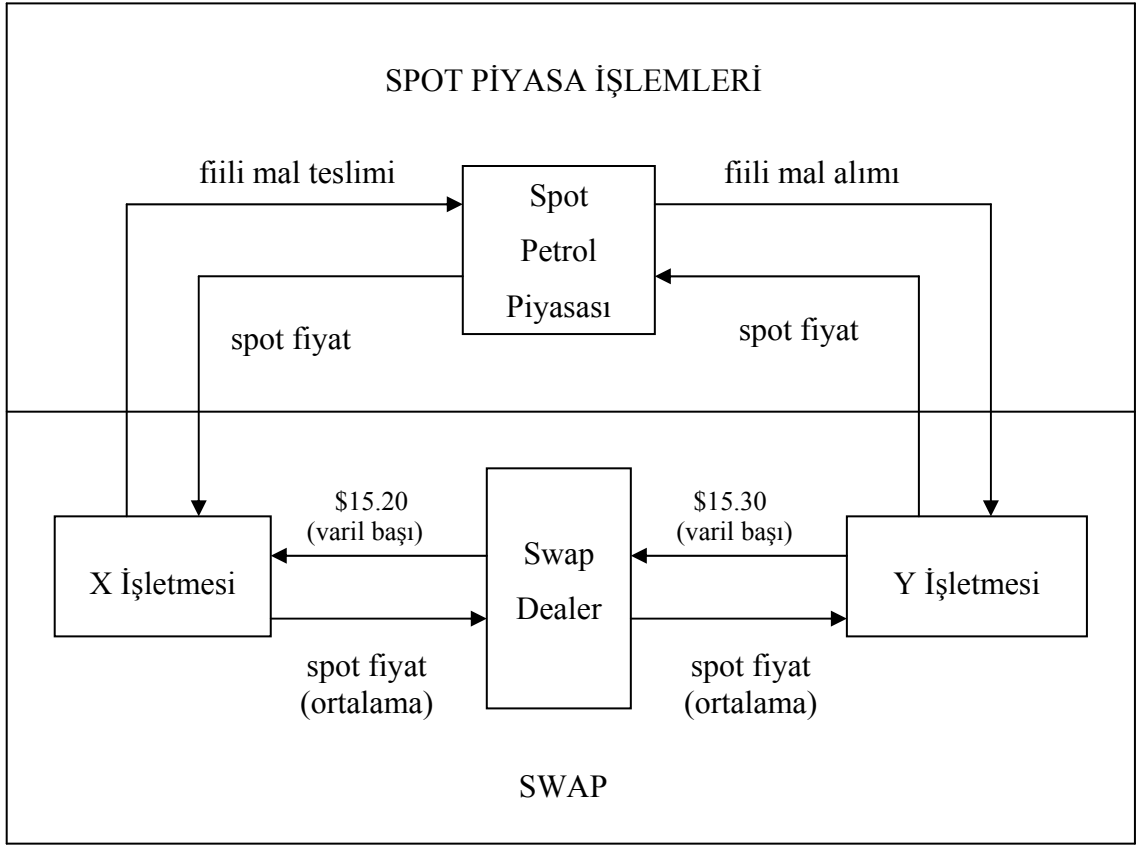 SPOT PİYASA İŞLEMLERİ
fiili mal teslimi
Spot
Petrol
Piyasası
fiili mal alımı
spot fiyat
spot fiyat
X İşletmesi
$15.20
(varil başı)
Swap
Dealer
$15.30
(varil başı)
Y İşletmesi
spot fiyat
(ortalama)
spot fiyat
(ortalama)
SWAP